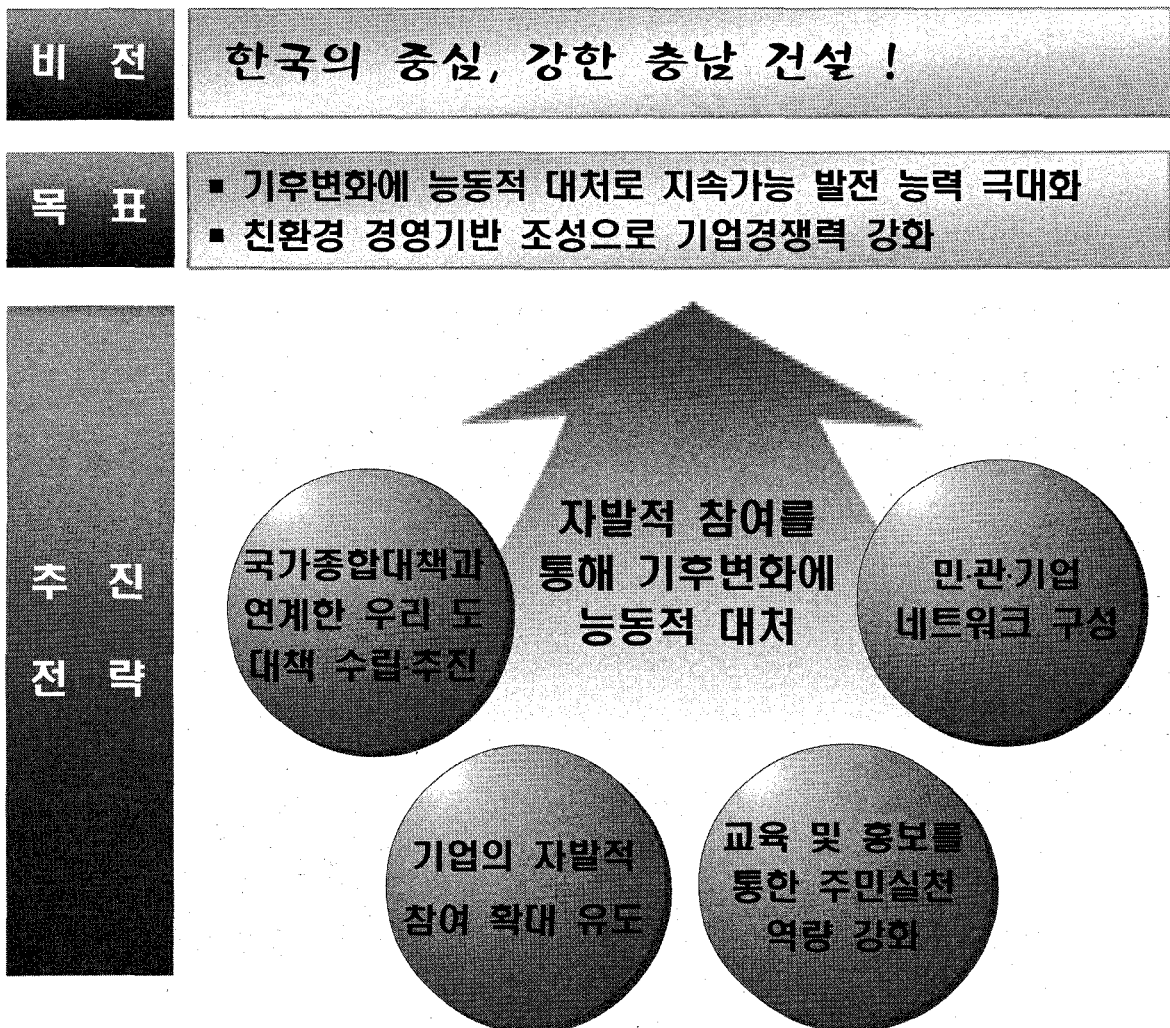 비 전
한국의 중심, 강한 충남 건설 !
목 표
▪ 기후변화에 능동적 대처로 지속가능 발전 능력 극대화
▪ 친환경 경영기반 조성으로 기업경쟁력 강화
추 진
전 략
자발적 참여를
통해 기후변화에
능동적 대처
국가종합대책과
연계한 우리 도
대책 수립·추진
민·관·기업
네트워크 구성
기업의 자발적
참여 확대 유도
교육 및 홍보를
통한 주민실천
역량 강화